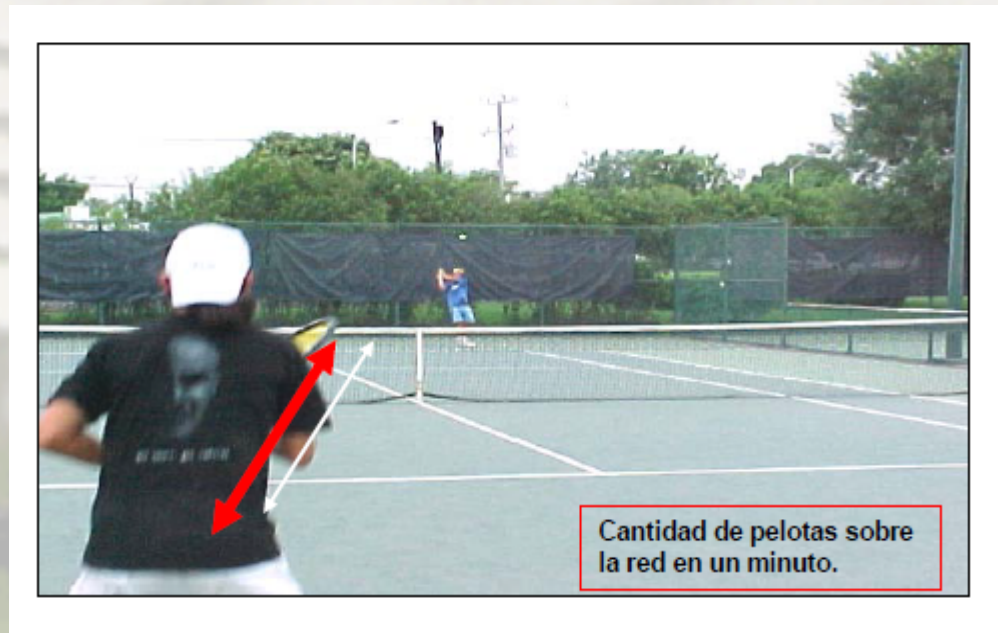 Cantidad de pelotas sobre
la red en un minuto.